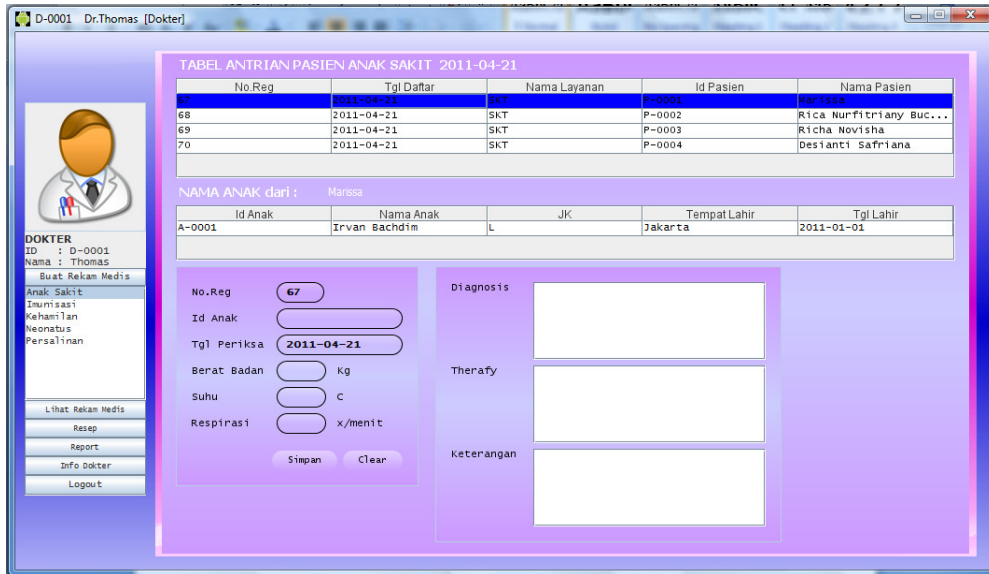 D-0001 Dr.Thomas [Dokter]
TABEL ANTRIAN PASIEN ANAK SAKIT 2011-04-21
No.Reg Tgl Daftar Nama Layanan Id Pasien Nama Pasien
67 2011-04-21 SKT P-0001 Marissa
68 2011-04-21 SKT P-0002 Rica Nurfitriany Buc...
69 2011-04-21 SKT P-0003 Richa Novisha
70 2011-04-21 SKT P-0004 Desianti Safriana
NAMA ANAK dari : Marissa
Id Anak Nama Anak JK Tempat Lahir Tgl Lahir
A-0001 Irvan Bachdim L Jakarta 2011-01-01
DOKTER
ID : D-0001
Nama : Thomas
Buat Rekam Medis
Anak Sakit
Imunisasi
Kehamilan
Neonatus
Persalinan
Lihat Rekam Medis
Resep
Report
Info Dokter
Logout
No.Reg 67
Id Anak
Tgl Periksa 2011-04-21
Berat Badan Kg
Suhu C
Respirasi x/menit
Simpan Clear
Diagnosis
Therafy
Keterangan